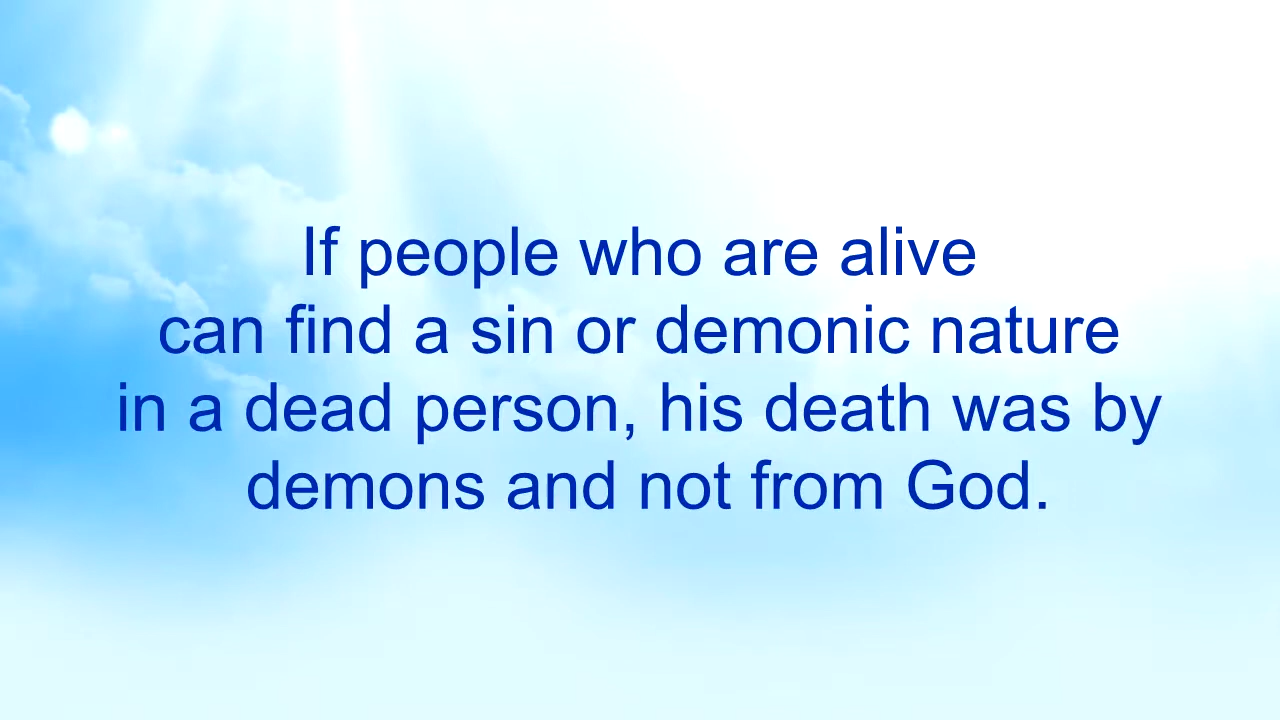 If people who are alive
can find a sin or demonic nature
in a dead person, his death was by
demons and not from God.